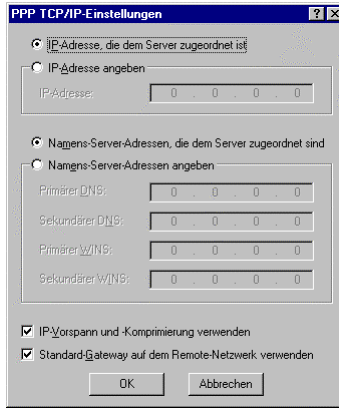 PPP TCP/IP-Einstellungen
IP-Adresse, die dem Server zugeordnet ist
IP-Adresse angeben
IP-Adresse: 0 . 0 . 0 . 0
Namens-Server-Adressen, die dem Server zugeordnet sind
Namens-Server-Adressen angeben
Primärer DNS: 0 . 0 . 0 . 0
Sekundärer DNS: 0 . 0 . 0 . 0
Primärer WINS: 0 . 0 . 0 . 0
Sekundärer WINS: 0 . 0 . 0 . 0
IP-Vorspann und -Komprimierung verwenden
Standard-Gateway auf dem Remote-Netzwerk verwenden
OK Abbrechen